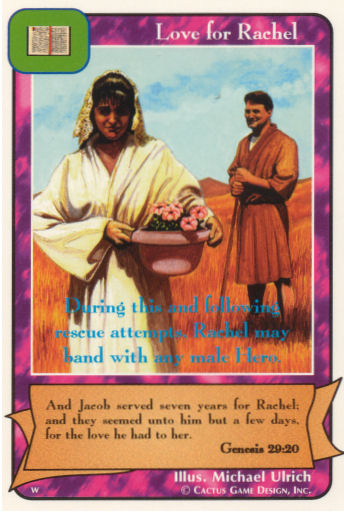 Love for Rachel
During this and following
rescue attempts, Rachel may
band with any male Hero.
And Jacob served seven years for Rachel;
and they seemed unto him but a few days,
for the love he had to her.
Genesis 29:20
Illus. Michael Ulrich
W © CACTUS GAME DESIGN, INC.